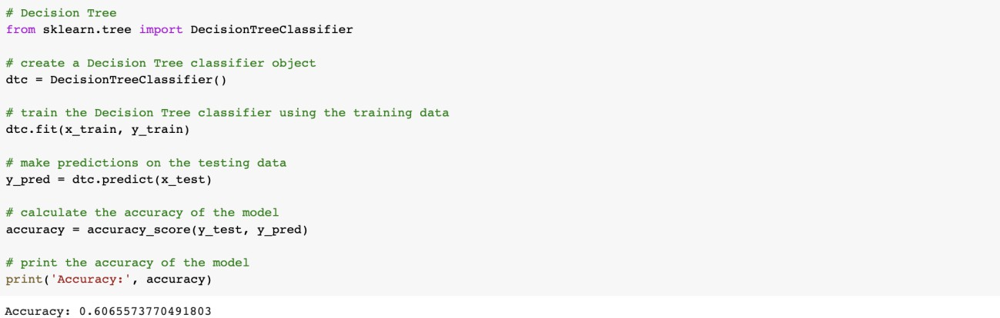 # Decision Tree
from sklearn.tree import DecisionTreeClassifier
# create a Decision Tree classifier object
dtc = DecisionTreeClassifier()
# train the Decision Tree classifier using the training data
dtc.fit(x_train, y_train)
# make predictions on the testing data
y_pred = dtc.predict(x_test)
# calculate the accuracy of the model
accuracy = accuracy_score(y_test, y_pred)
# print the accuracy of the model
print('Accuracy:', accuracy)
Accuracy: 0.6065573770491803